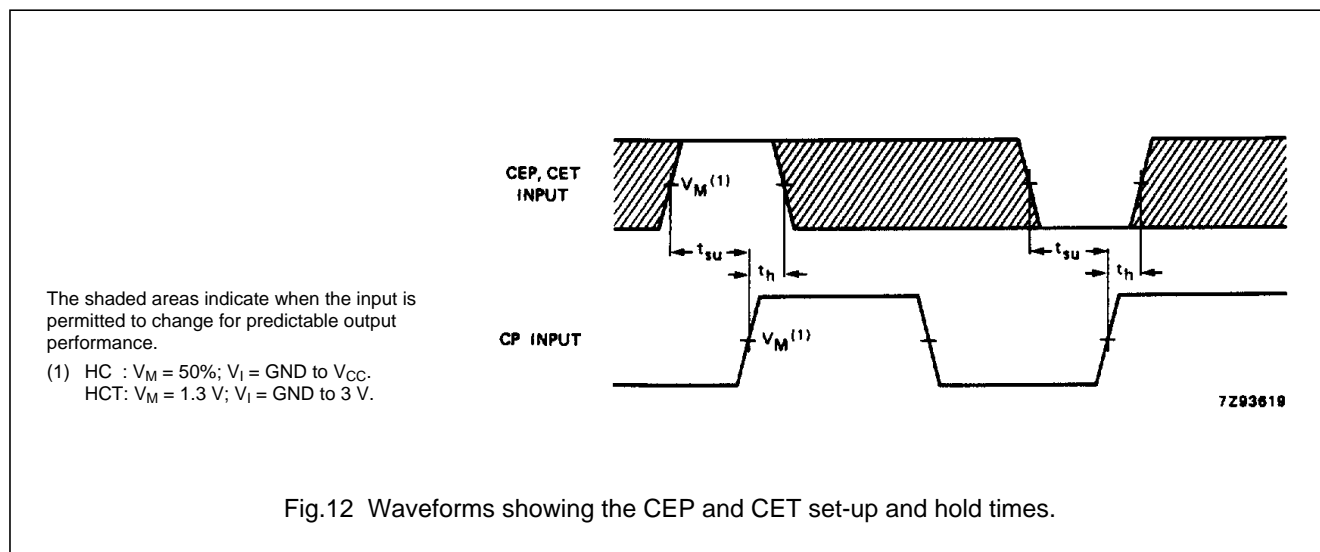 CEP, CET
INPUT
V_M (1)
t_su
t_h
t_su
t_h
The shaded areas indicate when the input is
permitted to change for predictable output
performance.
(1) HC : V_M = 50%; V_I = GND to V_CC.
HCT: V_M = 1.3 V; V_I = GND to 3 V.
CP INPUT
V_M (1)
7Z93619
Fig.12 Waveforms showing the CEP and CET set-up and hold times.